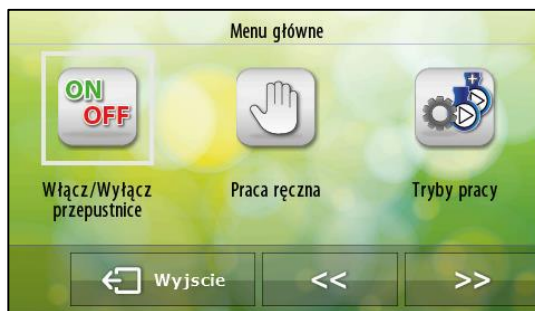 Menu główne
ON
OFF
Włącz/Wyłącz
przepustnice
Praca ręczna
Tryby pracy
Wyjscie
<<
>>